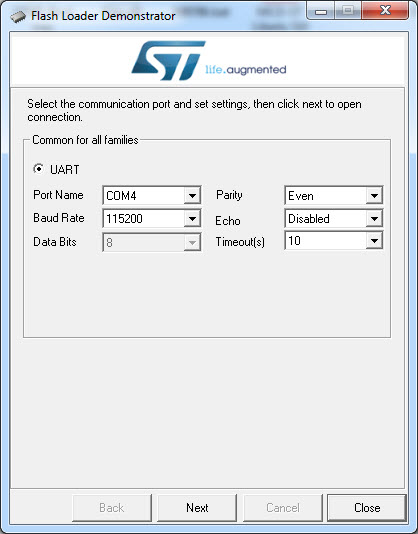 Flash Loader Demonstrator
ST life.augmented
Select the communication port and set settings, then click next to open
connection.
Common for all families
UART
Port Name COM4 Parity Even
Baud Rate 115200 Echo Disabled
Data Bits 8 Timeout(s) 10
Back Next Cancel Close